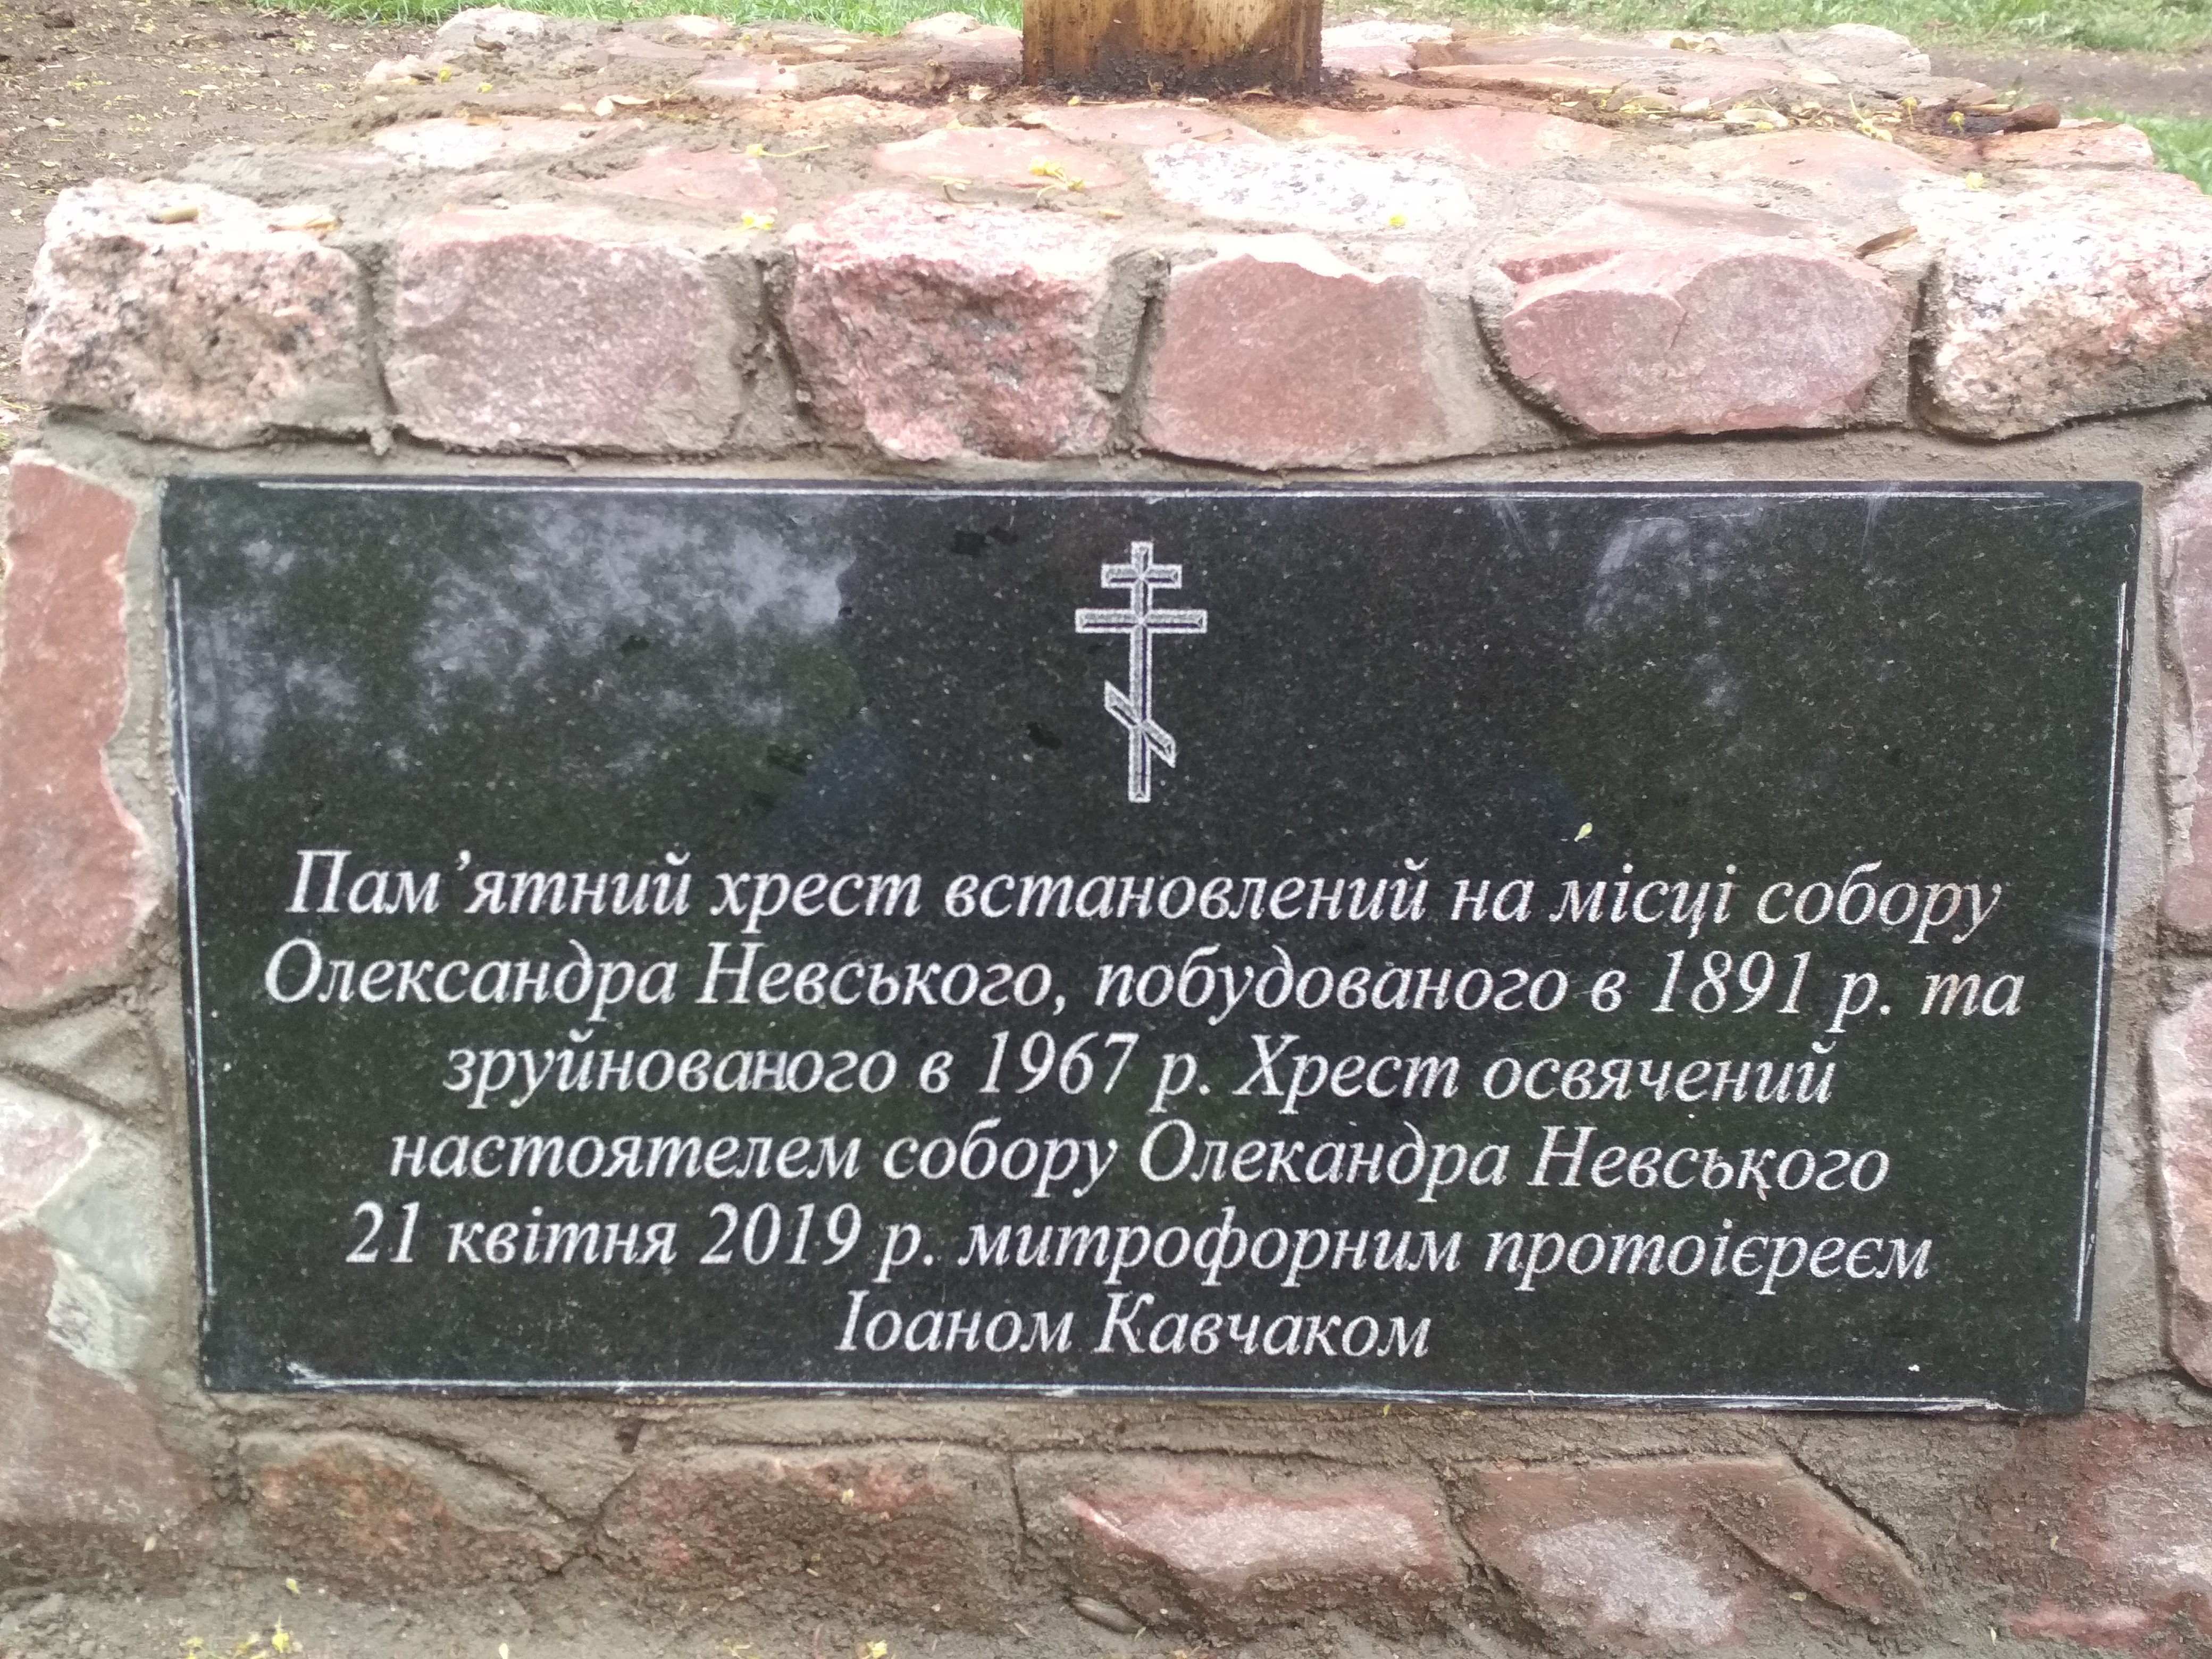 Пам’ятний хрест встановлений на місці собору
Олександра Невського, побудованого в 1891 р. та
зруйнованого в 1967 р. Хрест освячений
настоятелем собору Олекандра Невського
21 квітня 2019 р. митрофорним протоієреєм
Іоаном Кавчаком